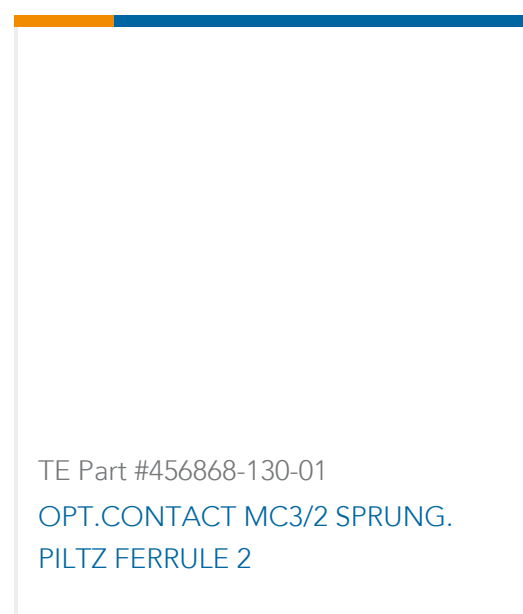 TE Part #456868-130-01
OPT.CONTACT MC3/2 SPRUNG.
PILTZ FERRULE 2